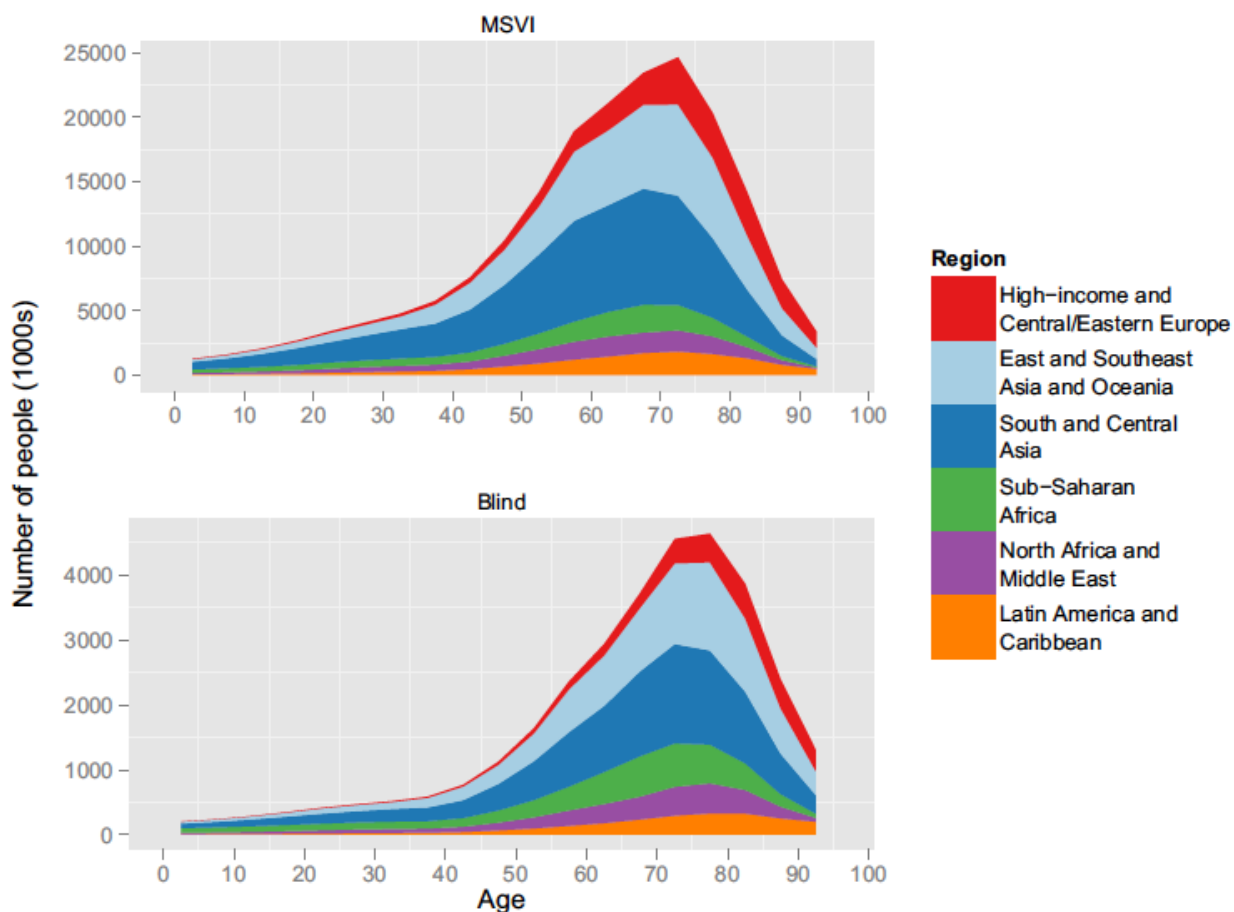 MSVI
25000
20000
15000
10000
5000
0
0 10 20 30 40 50 60 70 80 90 100
Number of people (1000s)
Blind
4000
3000
2000
1000
0
0 10 20 30 40 50 60 70 80 90 100
Age
Region
High−income and
Central/Eastern Europe
East and Southeast
Asia and Oceania
South and Central
Asia
Sub−Saharan
Africa
North Africa and
Middle East
Latin America and
Caribbean